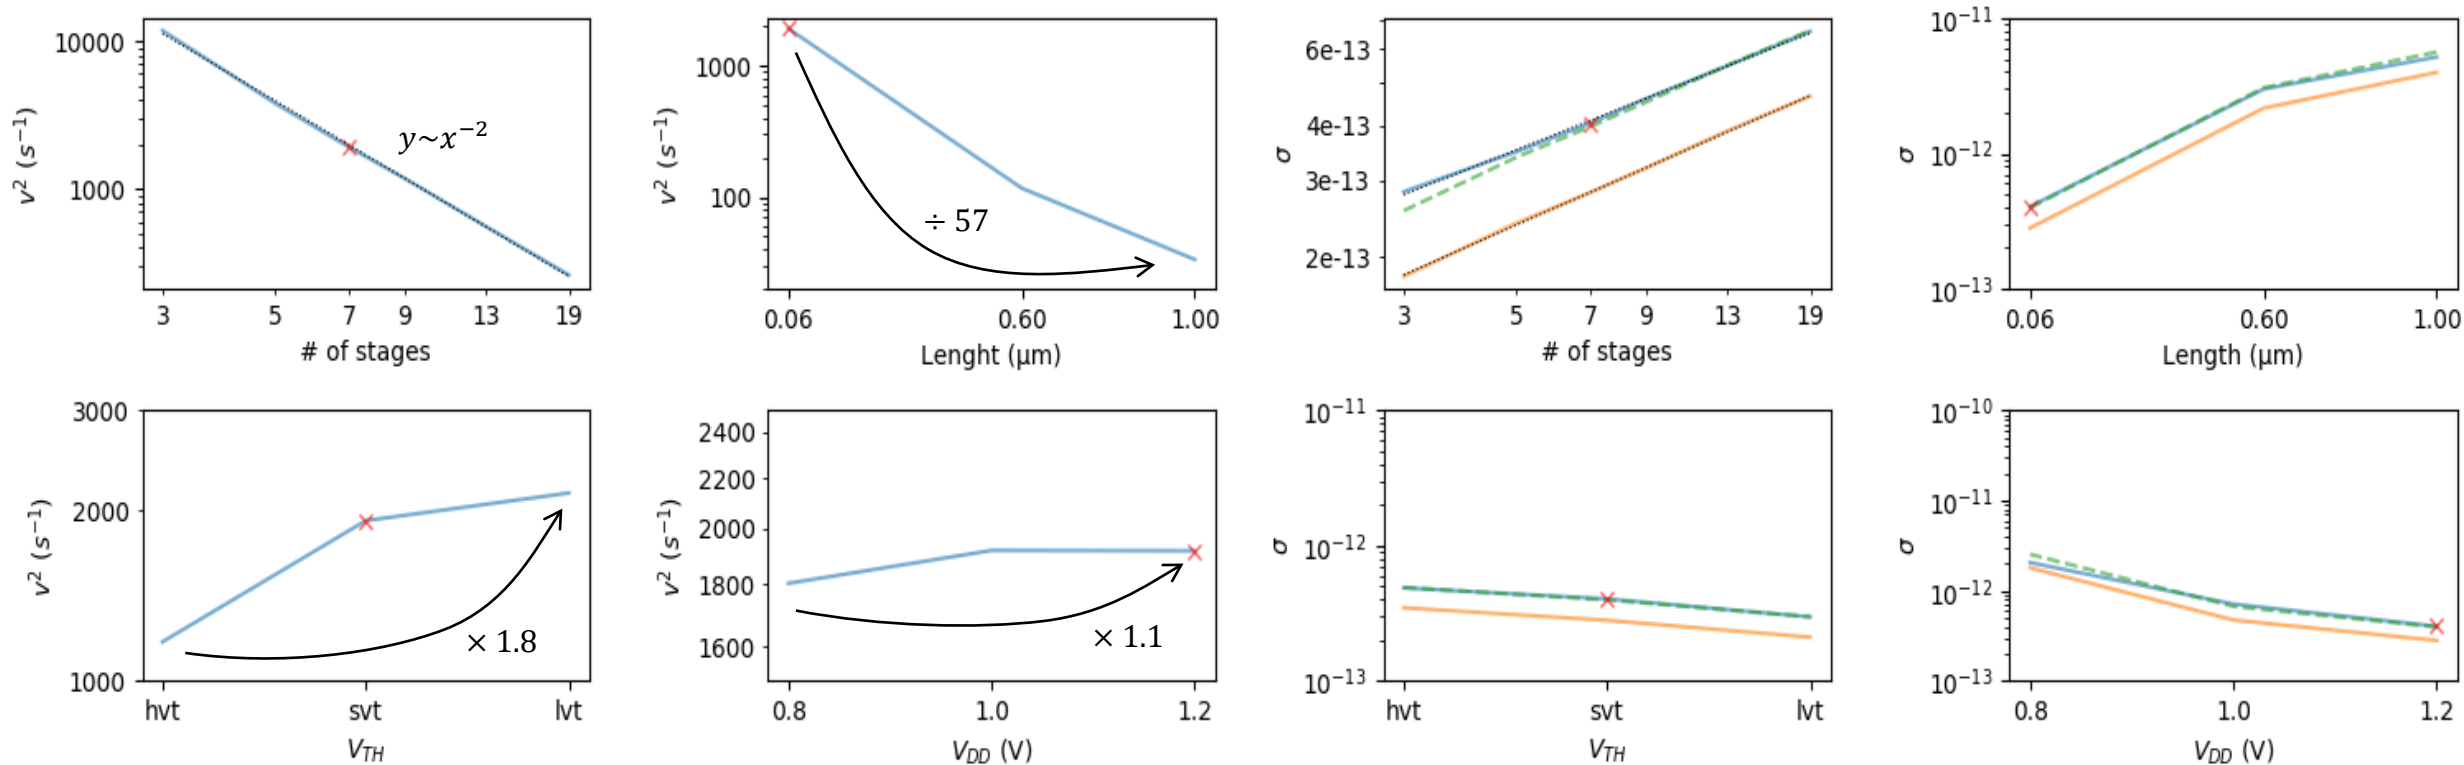 10000
1000
v² (s⁻¹)
y~x⁻²
3 5 7 9 13 19
# of stages
1000
100
v² (s⁻¹)
÷ 57
0.06 0.60 1.00
Lenght (µm)
6e-13
4e-13
3e-13
2e-13
σ
3 5 7 9 13 19
# of stages
10⁻¹¹
10⁻¹²
10⁻¹³
σ
0.06 0.60 1.00
Length (µm)
3000
2000
1000
v² (s⁻¹)
× 1.8
hvt svt lvt
V_TH
2400
2200
2000
1800
1600
v² (s⁻¹)
× 1.1
0.8 1.0 1.2
V_DD (V)
10⁻¹¹
10⁻¹²
10⁻¹³
σ
hvt svt lvt
V_TH
10⁻¹⁰
10⁻¹¹
10⁻¹²
10⁻¹³
σ
0.8 1.0 1.2
V_DD (V)